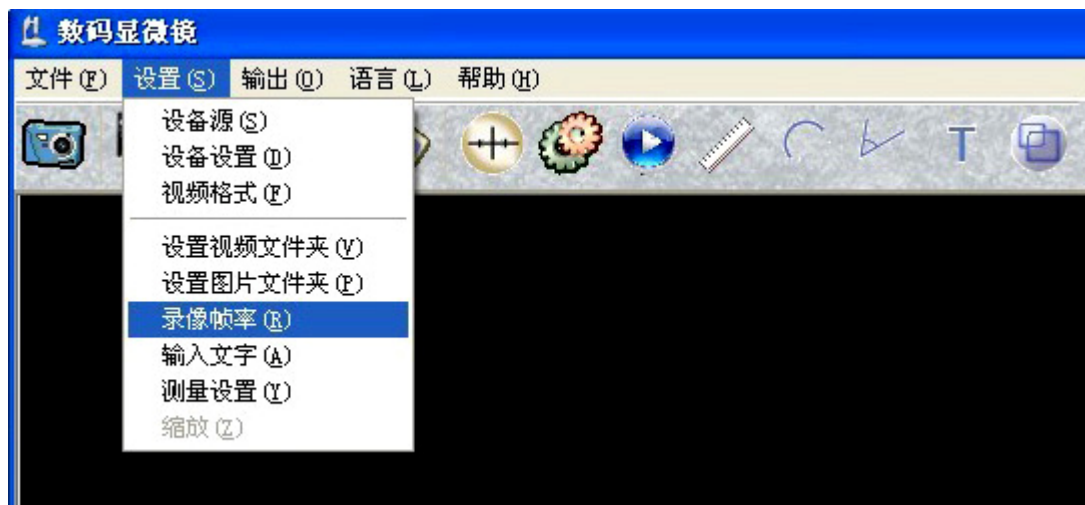 数码显微镜
文件(F) 设置(S) 输出(O) 语言(L) 帮助(H)
设备源(S)
设备设置(D)
视频格式(F)
设置视频文件夹(V)
设置图片文件夹(P)
录像帧率(R)
输入文字(A)
测量设置(Y)
缩放(Z)
T